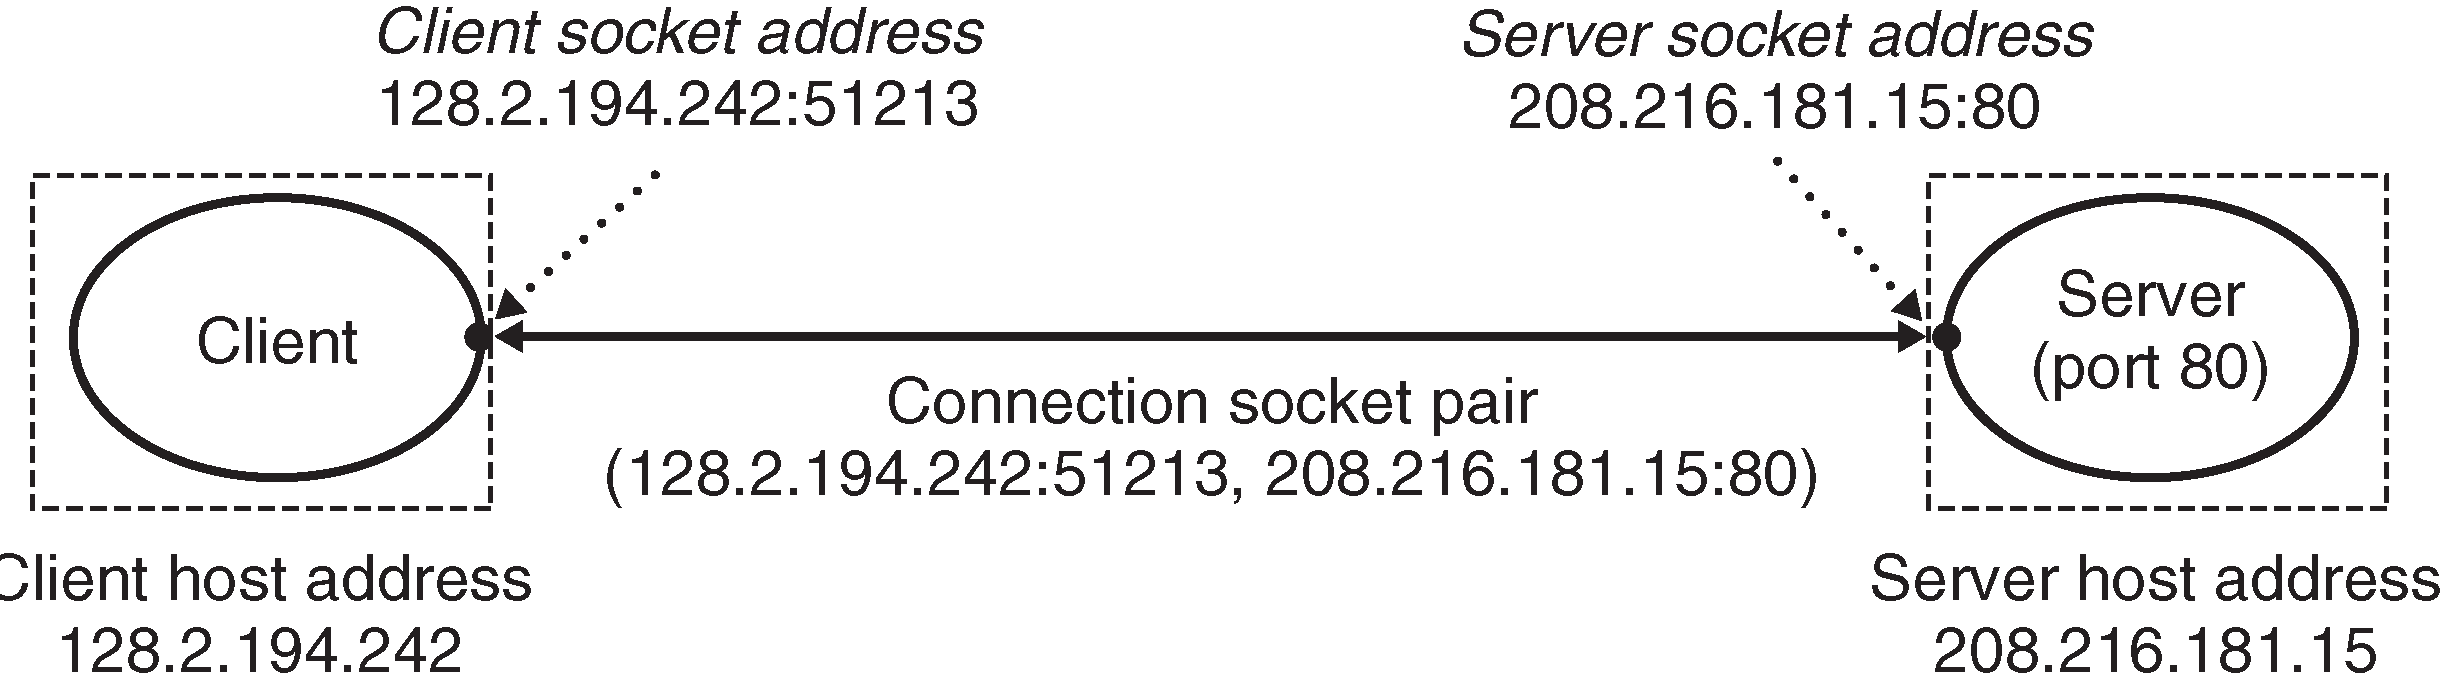 Client socket address
128.2.194.242:51213
Server socket address
208.216.181.15:80
Client
Server
(port 80)
Connection socket pair
(128.2.194.242:51213, 208.216.181.15:80)
Client host address
128.2.194.242
Server host address
208.216.181.15